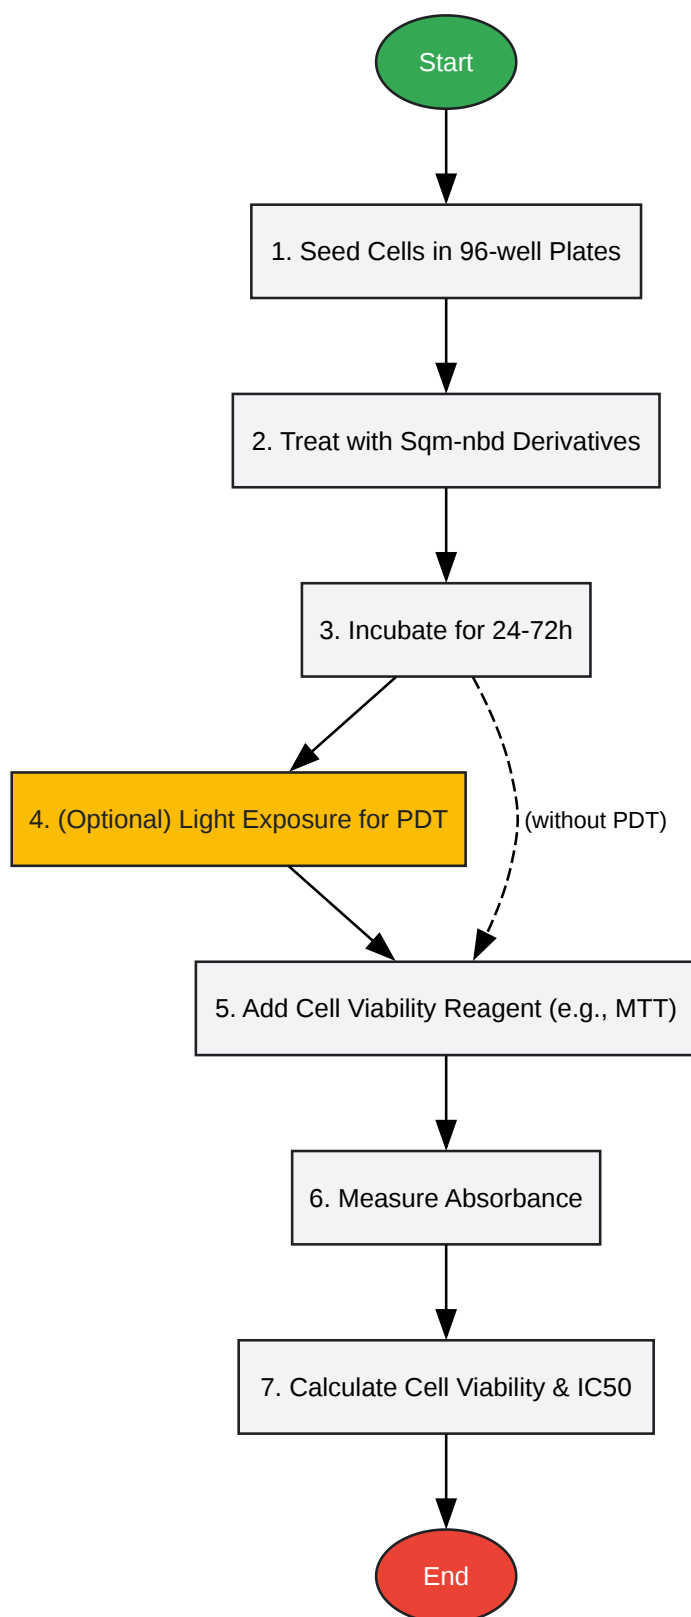 Start
1. Seed Cells in 96-well Plates
2. Treat with Sqm-nbd Derivatives
3. Incubate for 24-72h
4. (Optional) Light Exposure for PDT
(without PDT)
5. Add Cell Viability Reagent (e.g., MTT)
6. Measure Absorbance
7. Calculate Cell Viability & IC50
End